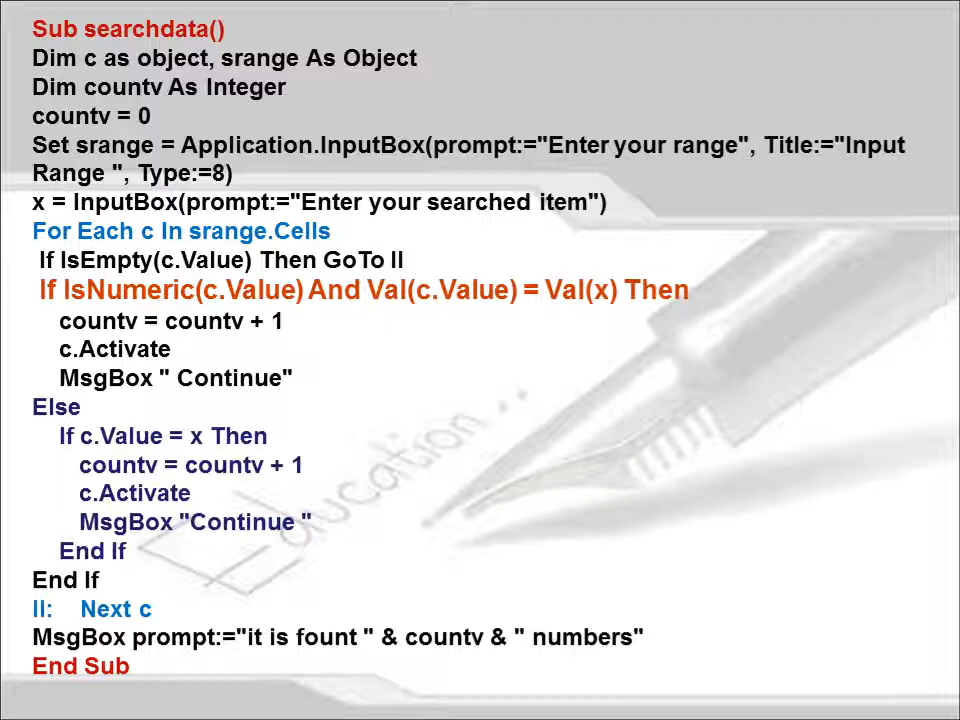 Sub searchdata()
Dim c as object, srange As Object
Dim countv As Integer
countv = 0
Set srange = Application.InputBox(prompt:="Enter your range", Title:="Input
Range ", Type:=8)
x = InputBox(prompt:="Enter your searched item")
For Each c In srange.Cells
If IsEmpty(c.Value) Then GoTo ll
If IsNumeric(c.Value) And Val(c.Value) = Val(x) Then
countv = countv + 1
c.Activate
MsgBox " Continue"
Else
If c.Value = x Then
countv = countv + 1
c.Activate
MsgBox "Continue "
End If
End If
ll: Next c
MsgBox prompt:="it is fount " & countv & " numbers"
End Sub
Education ..